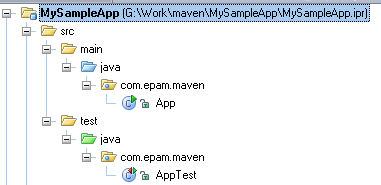 MySampleApp (G:\Work\maven\MySampleApp\MySampleApp.ipr)
src
main
java
com.epam.maven
App
test
java
com.epam.maven
AppTest